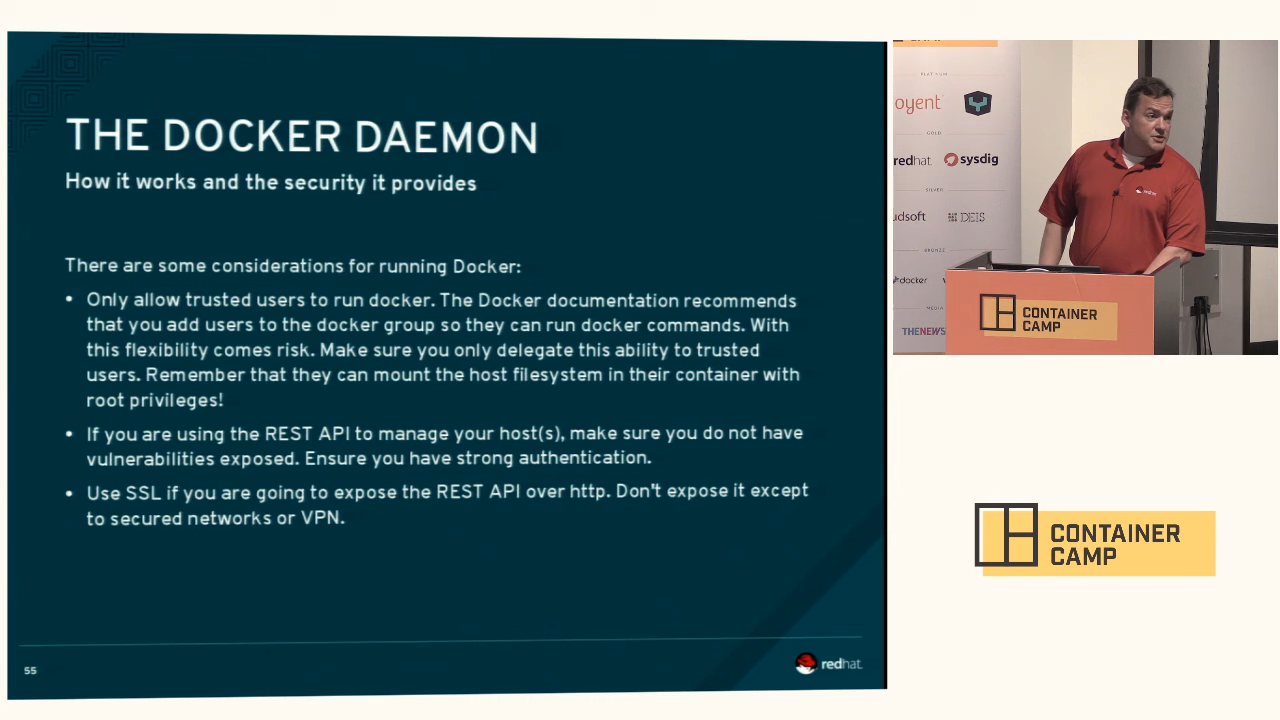 THE DOCKER DAEMON
How it works and the security it provides
There are some considerations for running Docker:
• Only allow trusted users to run docker. The Docker documentation recommends
that you add users to the docker group so they can run docker commands. With
this flexibility comes risk. Make sure you only delegate this ability to trusted
users. Remember that they can mount the host filesystem in their container with
root privileges!
• If you are using the REST API to manage your host(s), make sure you do not have
vulnerabilities exposed. Ensure you have strong authentication.
• Use SSL if you are going to expose the REST API over http. Don't expose it except
to secured networks or VPN.
55
redhat
PLATINUM
oyent
GOLD
redhat
sysdig
SILVER
udsoft
DEIS
BRONZE
docker
MEDIA
THENEWS
redhat
CONTAINER
CAMP
CONTAINER
CAMP